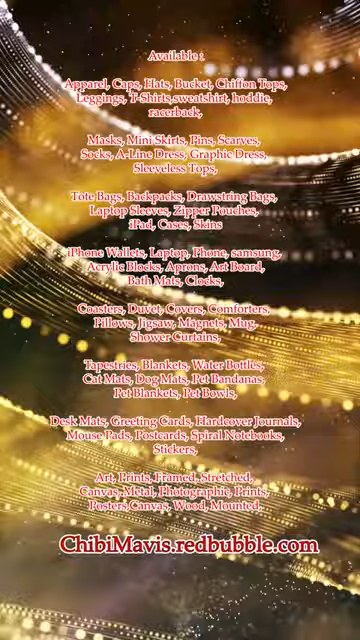 Available :
Apparel, Caps, Hats, Bucket, Chiffon Tops,
Leggings, T-Shirts,sweatshirt, hoddie,
racerback,
Masks, Mini Skirts, Pins, Scarves,
Socks, A-Line Dress, Graphic Dress,
Sleeveless Tops,
Tote Bags, Backpacks, Drawstring Bags,
Laptop Sleeves, Zipper Pouches,
iPad, Cases, Skins
iPhone Wallets, Laptop, Phone, samsung,
Acrylic Blocks, Aprons, Art Board,
Bath Mats, Clocks,
Coasters, Duvet, Covers, Comforters,
Pillows, Jigsaw, Magnets, Mug,
Shower Curtains,
Tapestries, Blankets, Water Bottles,
Cat Mats, Dog Mats, Pet Bandanas,
Pet Blankets, Pet Bowls,
Desk Mats, Greeting Cards, Hardcover Journals,
Mouse Pads, Postcards, Spiral Notebooks,
Stickers,
Art, Prints, Framed, Stretched,
Canvas, Metal, Photographic, Prints,
Posters,Canvas, Wood, Mounted,
ChibiMavis.redbubble.com